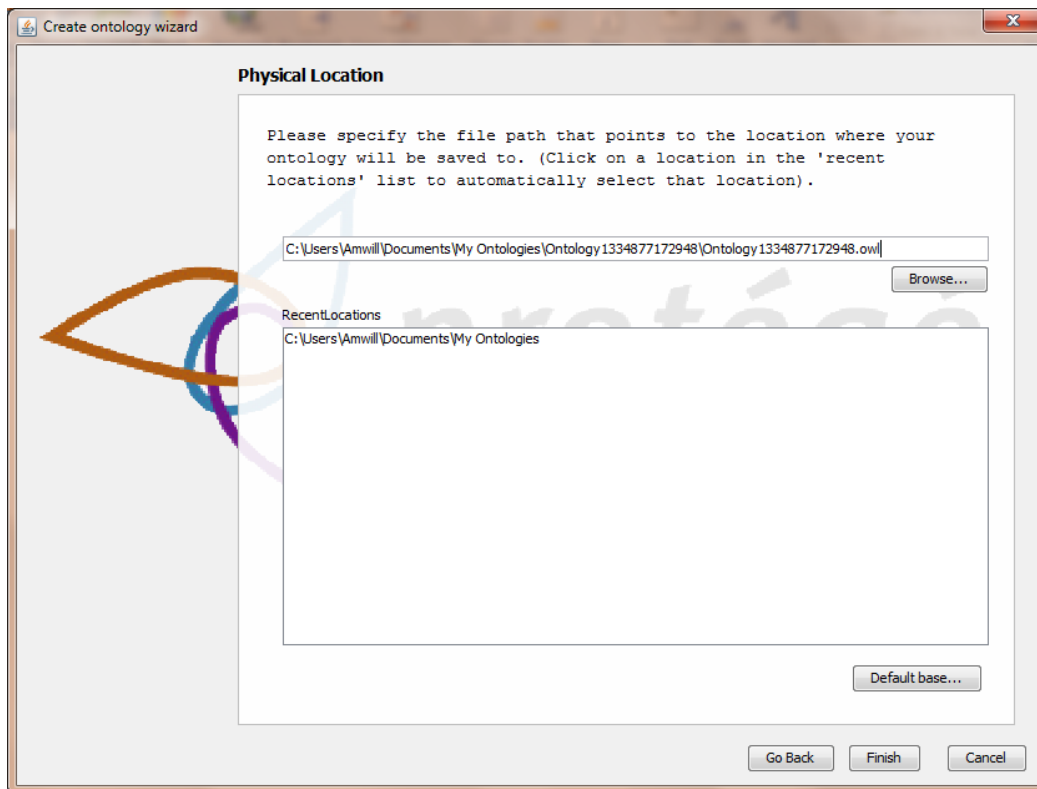 Create ontology wizard
Physical Location
Please specify the file path that points to the location where your
ontology will be saved to. (Click on a location in the 'recent
locations' list to automatically select that location).
C:\Users\Amwill\Documents\My Ontologies\Ontology1334877172948\Ontology1334877172948.owl
Browse...
protégé
RecentLocations
C:\Users\Amwill\Documents\My Ontologies
Default base...
Go Back
Finish
Cancel